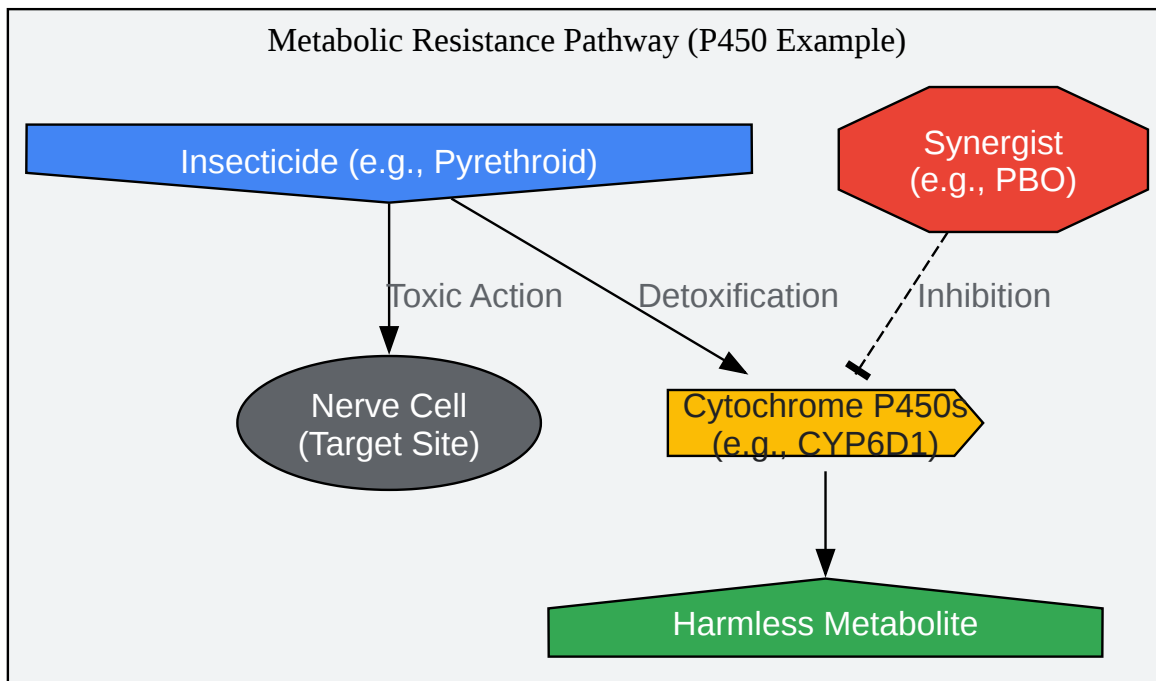 Metabolic Resistance Pathway (P450 Example)
Insecticide (e.g., Pyrethroid)
Synergist
(e.g., PBO)
Toxic Action
Detoxification
Inhibition
Nerve Cell
(Target Site)
Cytochrome P450s
(e.g., CYP6D1)
Harmless Metabolite